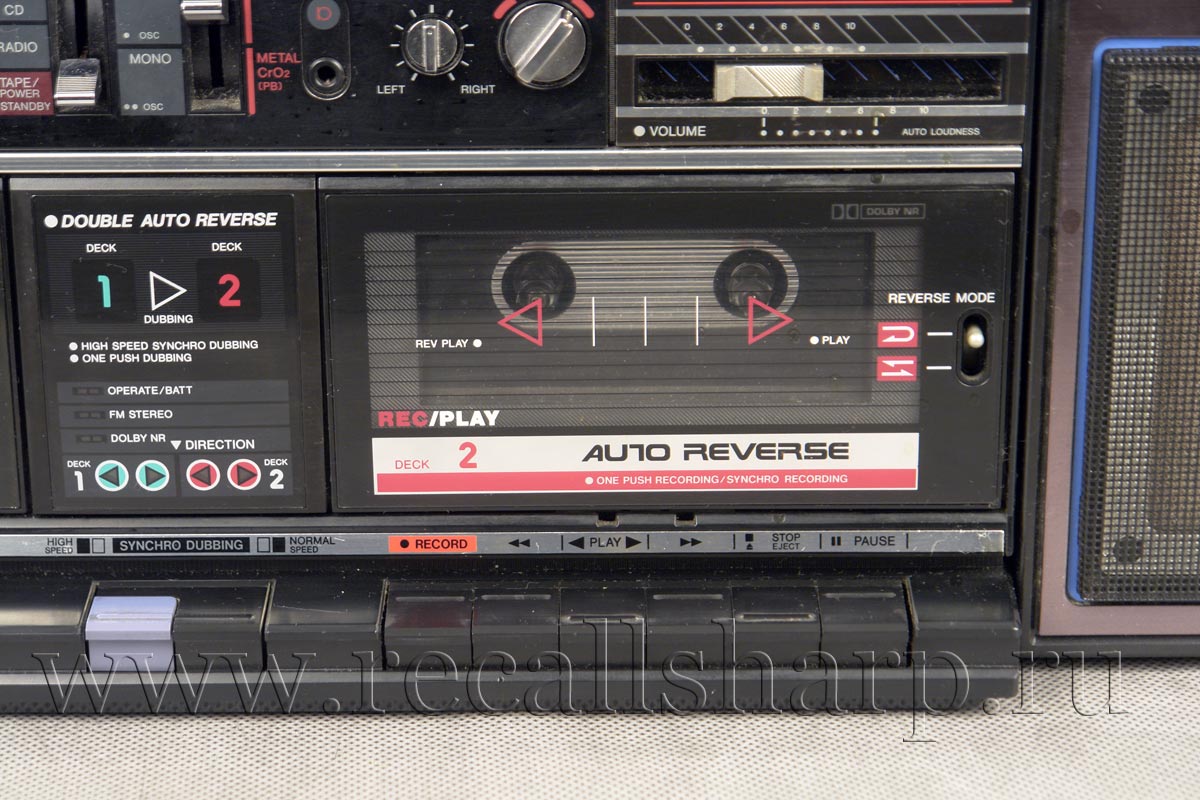 CD
RADIO
TAPE/
POWER
STANDBY
• OSC
MONO
•• OSC
METAL
CrO2
(PB)
LEFT
RIGHT
0 2 4 6 8 10
0 2 4 6 8 10
VOLUME
AUTO LOUDNESS
DOUBLE AUTO REVERSE
DECK
DECK
1 2
DUBBING
HIGH SPEED SYNCHRO DUBBING
ONE PUSH DUBBING
OPERATE/BATT
FM STEREO
DOLBY NR
DIRECTION
DECK
1
DECK
2
DOLBY NR
REVERSE MODE
REV PLAY
PLAY
REC/PLAY
DECK 2 AUTO REVERSE
ONE PUSH RECORDING/SYNCHRO RECORDING
HIGH
SPEED
SYNCHRO DUBBING
NORMAL
SPEED
RECORD
PLAY
STOP
EJECT
PAUSE
www.recallsharp.ru